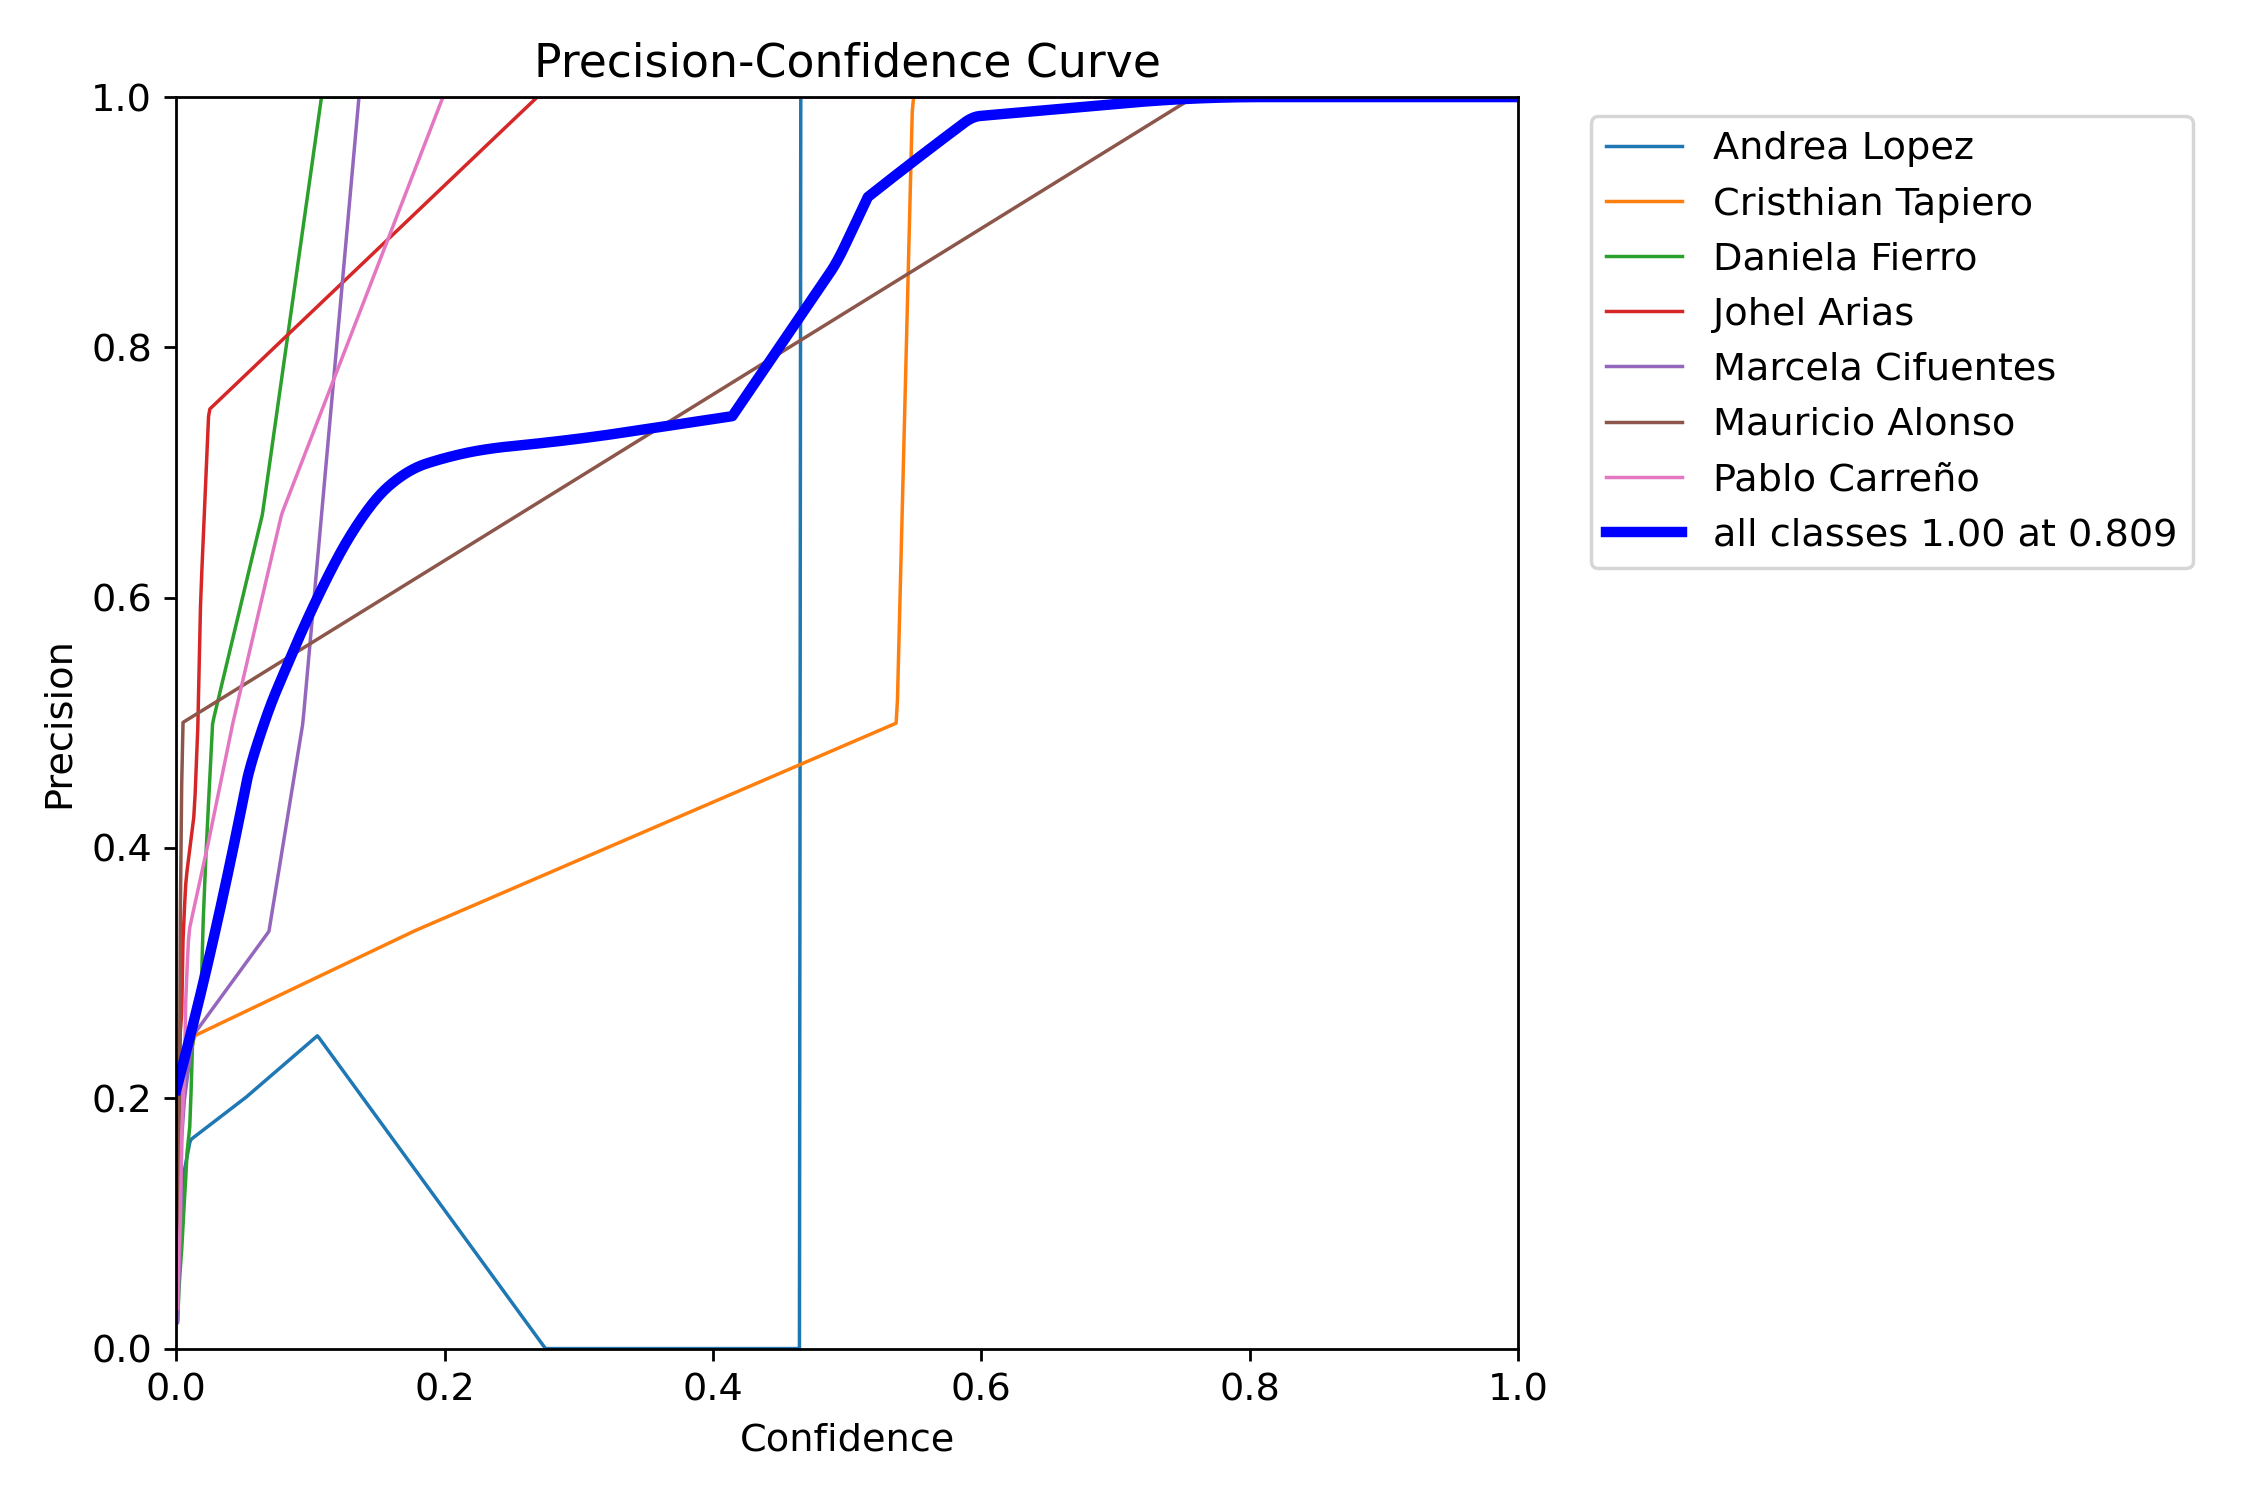 Precision-Confidence Curve
1.0
0.8
0.6
0.4
0.2
0.0
Precision
0.0 0.2 0.4 0.6 0.8 1.0
Confidence
Andrea Lopez
Cristhian Tapiero
Daniela Fierro
Johel Arias
Marcela Cifuentes
Mauricio Alonso
Pablo Carreño
all classes 1.00 at 0.809